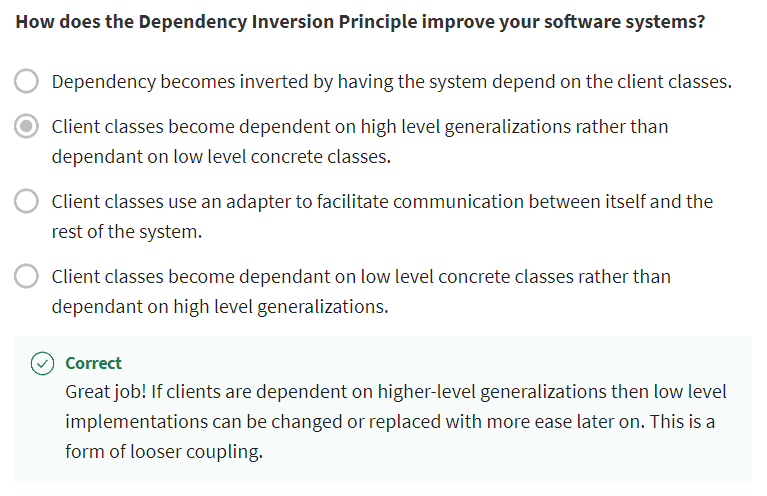 How does the Dependency Inversion Principle improve your software systems?
Dependency becomes inverted by having the system depend on the client classes.
Client classes become dependent on high level generalizations rather than
dependant on low level concrete classes.
Client classes use an adapter to facilitate communication between itself and the
rest of the system.
Client classes become dependant on low level concrete classes rather than
dependant on high level generalizations.
Correct
Great job! If clients are dependent on higher-level generalizations then low level
implementations can be changed or replaced with more ease later on. This is a
form of looser coupling.